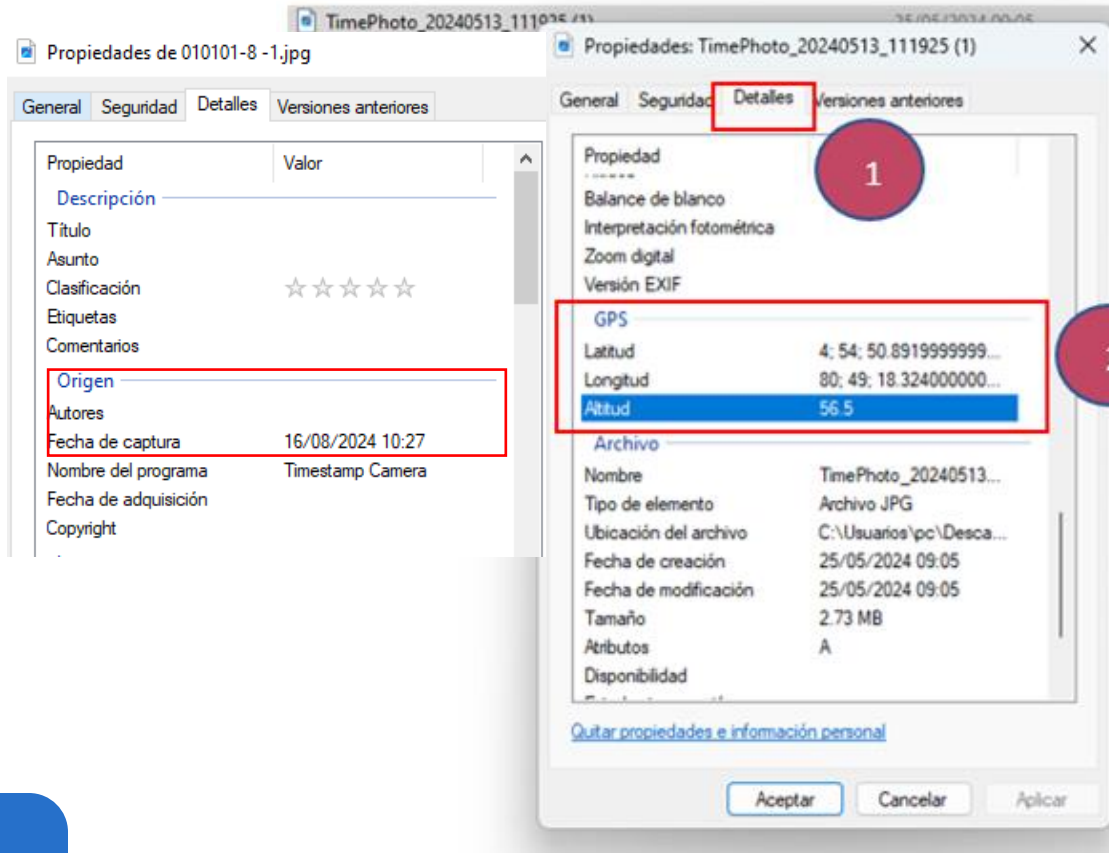 TimePhoto_20240513_111925 (1) 25/05/2024 09:05
Propiedades de 010101-8 -1.jpg
General Seguridad Detalles Versiones anteriores
Propiedad Valor
Descripción
Título
Asunto
Clasificación
Etiquetas
Comentarios
Origen
Autores
Fecha de captura 16/08/2024 10:27
Nombre del programa Timestamp Camera
Fecha de adquisición
Copyright
Propiedades: TimePhoto_20240513_111925 (1)
General Seguridad Detalles Versiones anteriores
Propiedad
1
Balance de blanco
Interpretación fotométrica
Zoom digital
Versión EXIF
GPS
Latitud 4; 54; 50.8919999999...
Longitud 80; 49; 18.324000000...
Altitud 56.5
Archivo
Nombre TimePhoto_20240513...
Tipo de elemento Archivo JPG
Ubicación del archivo C:\Usuarios\pc\Desca...
Fecha de creación 25/05/2024 09:05
Fecha de modificación 25/05/2024 09:05
Tamaño 2.73 MB
Atributos A
Disponibilidad
Quitar propiedades e información personal
Aceptar Cancelar Aplicar